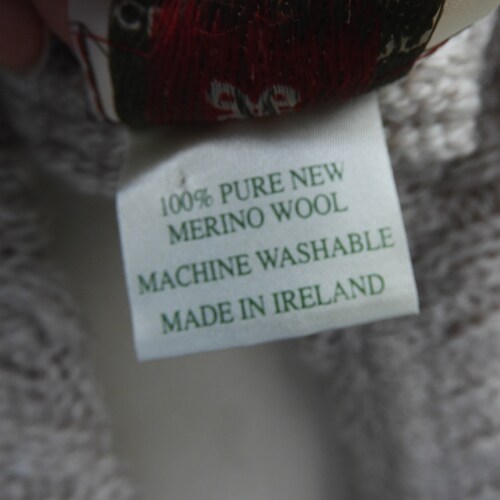 100% PURE NEW
MERINO WOOL
MACHINE WASHABLE
MADE IN IRELAND